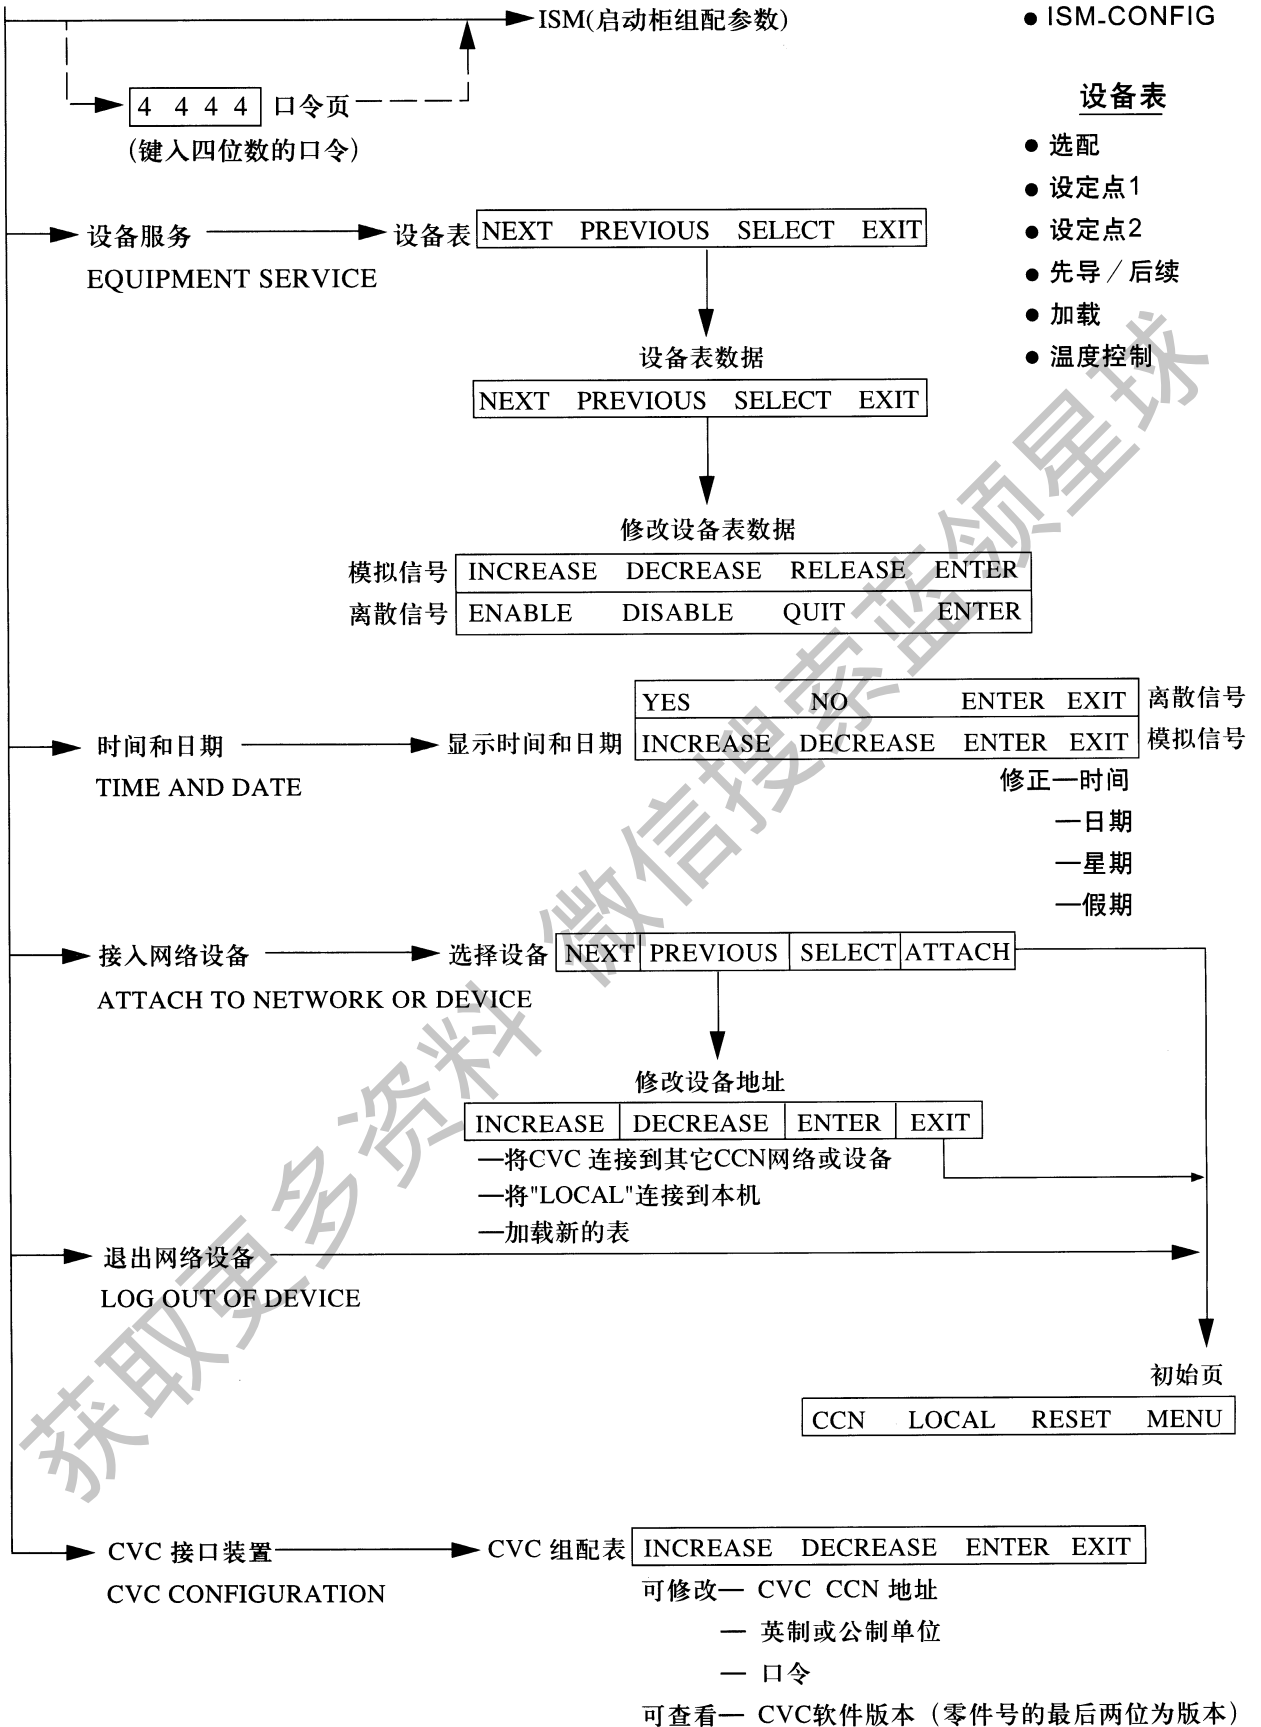 ISM(启动柜组配参数)
● ISM-CONFIG
4 4 4 4 口令页
(键入四位数的口令)
设备表
● 选配
● 设定点1
● 设定点2
● 先导/后续
● 加载
● 温度控制
设备服务
EQUIPMENT SERVICE
设备表 NEXT PREVIOUS SELECT EXIT
设备表数据
NEXT PREVIOUS SELECT EXIT
修改设备表数据
模拟信号 INCREASE DECREASE RELEASE ENTER
离散信号 ENABLE DISABLE QUIT ENTER
YES NO ENTER EXIT 离散信号
时间和日期
TIME AND DATE
显示时间和日期 INCREASE DECREASE ENTER EXIT 模拟信号
修正—时间
—日期
—星期
—假期
接入网络设备
ATTACH TO NETWORK OR DEVICE
选择设备 NEXT PREVIOUS SELECT ATTACH
修改设备地址
INCREASE DECREASE ENTER EXIT
—将CVC 连接到其它CCN网络或设备
—将"LOCAL"连接到本机
—加载新的表
退出网络设备
LOG OUT OF DEVICE
初始页
CCN LOCAL RESET MENU
CVC 接口装置
CVC CONFIGURATION
CVC 组配表 INCREASE DECREASE ENTER EXIT
可修改— CVC CCN 地址
— 英制或公制单位
— 口令
可查看— CVC软件版本（零件号的最后两位为版本）
获取更多资料 微信搜索蓝领星球